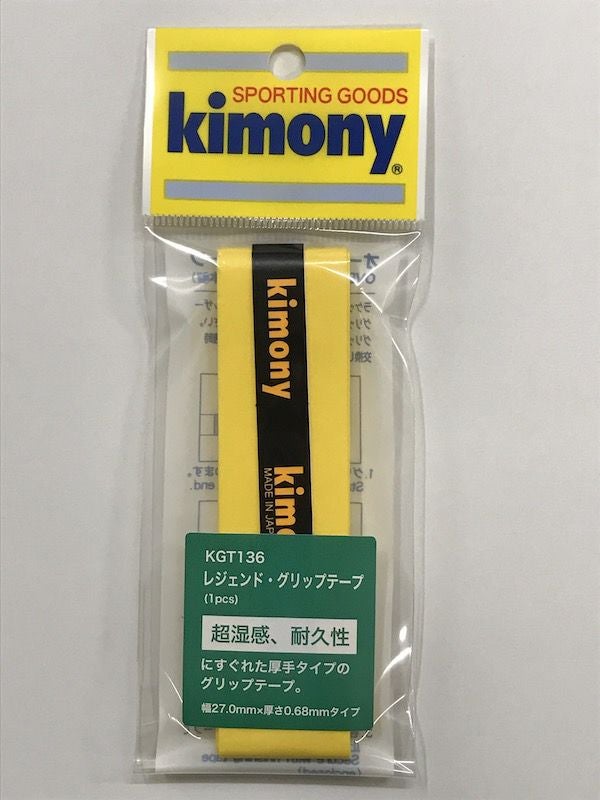 SPORTING GOODS
kimony®
kimony
kimo
MADE IN JAP
KGT136
レジェンド・グリップテープ
(1pcs)
超湿感、耐久性
にすぐれた厚手タイプの
グリップテープ。
幅27.0mm×厚さ0.68mmタイプ